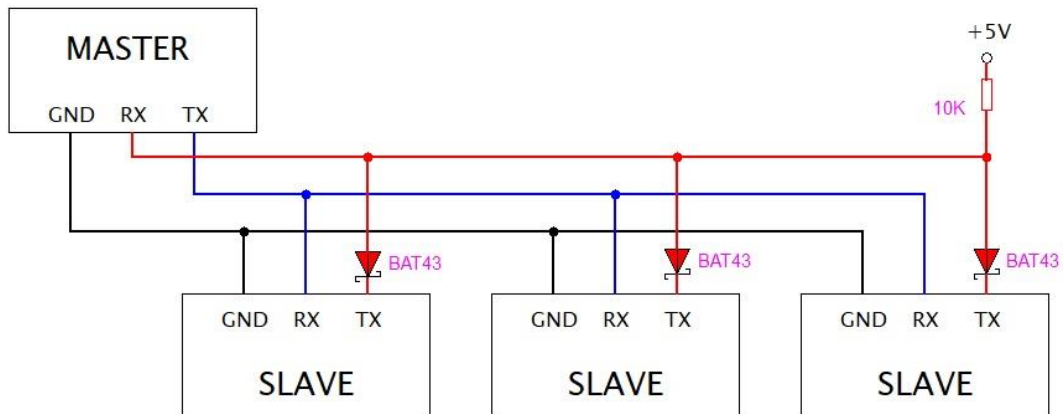 MASTER
GND RX TX
+5V
10K
BAT43 BAT43 BAT43
GND RX TX GND RX TX GND RX TX
SLAVE SLAVE SLAVE